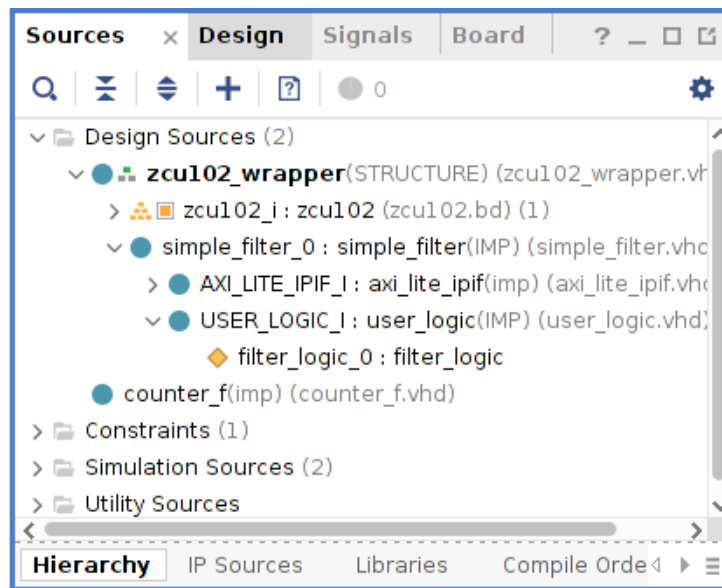 Sources × Design Signals Board ? _
0
Design Sources (2)
zcu102_wrapper(STRUCTURE) (zcu102_wrapper.vh
zcu102_i : zcu102 (zcu102.bd) (1)
simple_filter_0 : simple_filter(IMP) (simple_filter.vhd
AXI_LITE_IPIF_I : axi_lite_ipif(imp) (axi_lite_ipif.vhd
USER_LOGIC_I : user_logic(IMP) (user_logic.vhd)
filter_logic_0 : filter_logic
counter_f(imp) (counter_f.vhd)
Constraints (1)
Simulation Sources (2)
Utility Sources
Hierarchy IP Sources Libraries Compile Orde